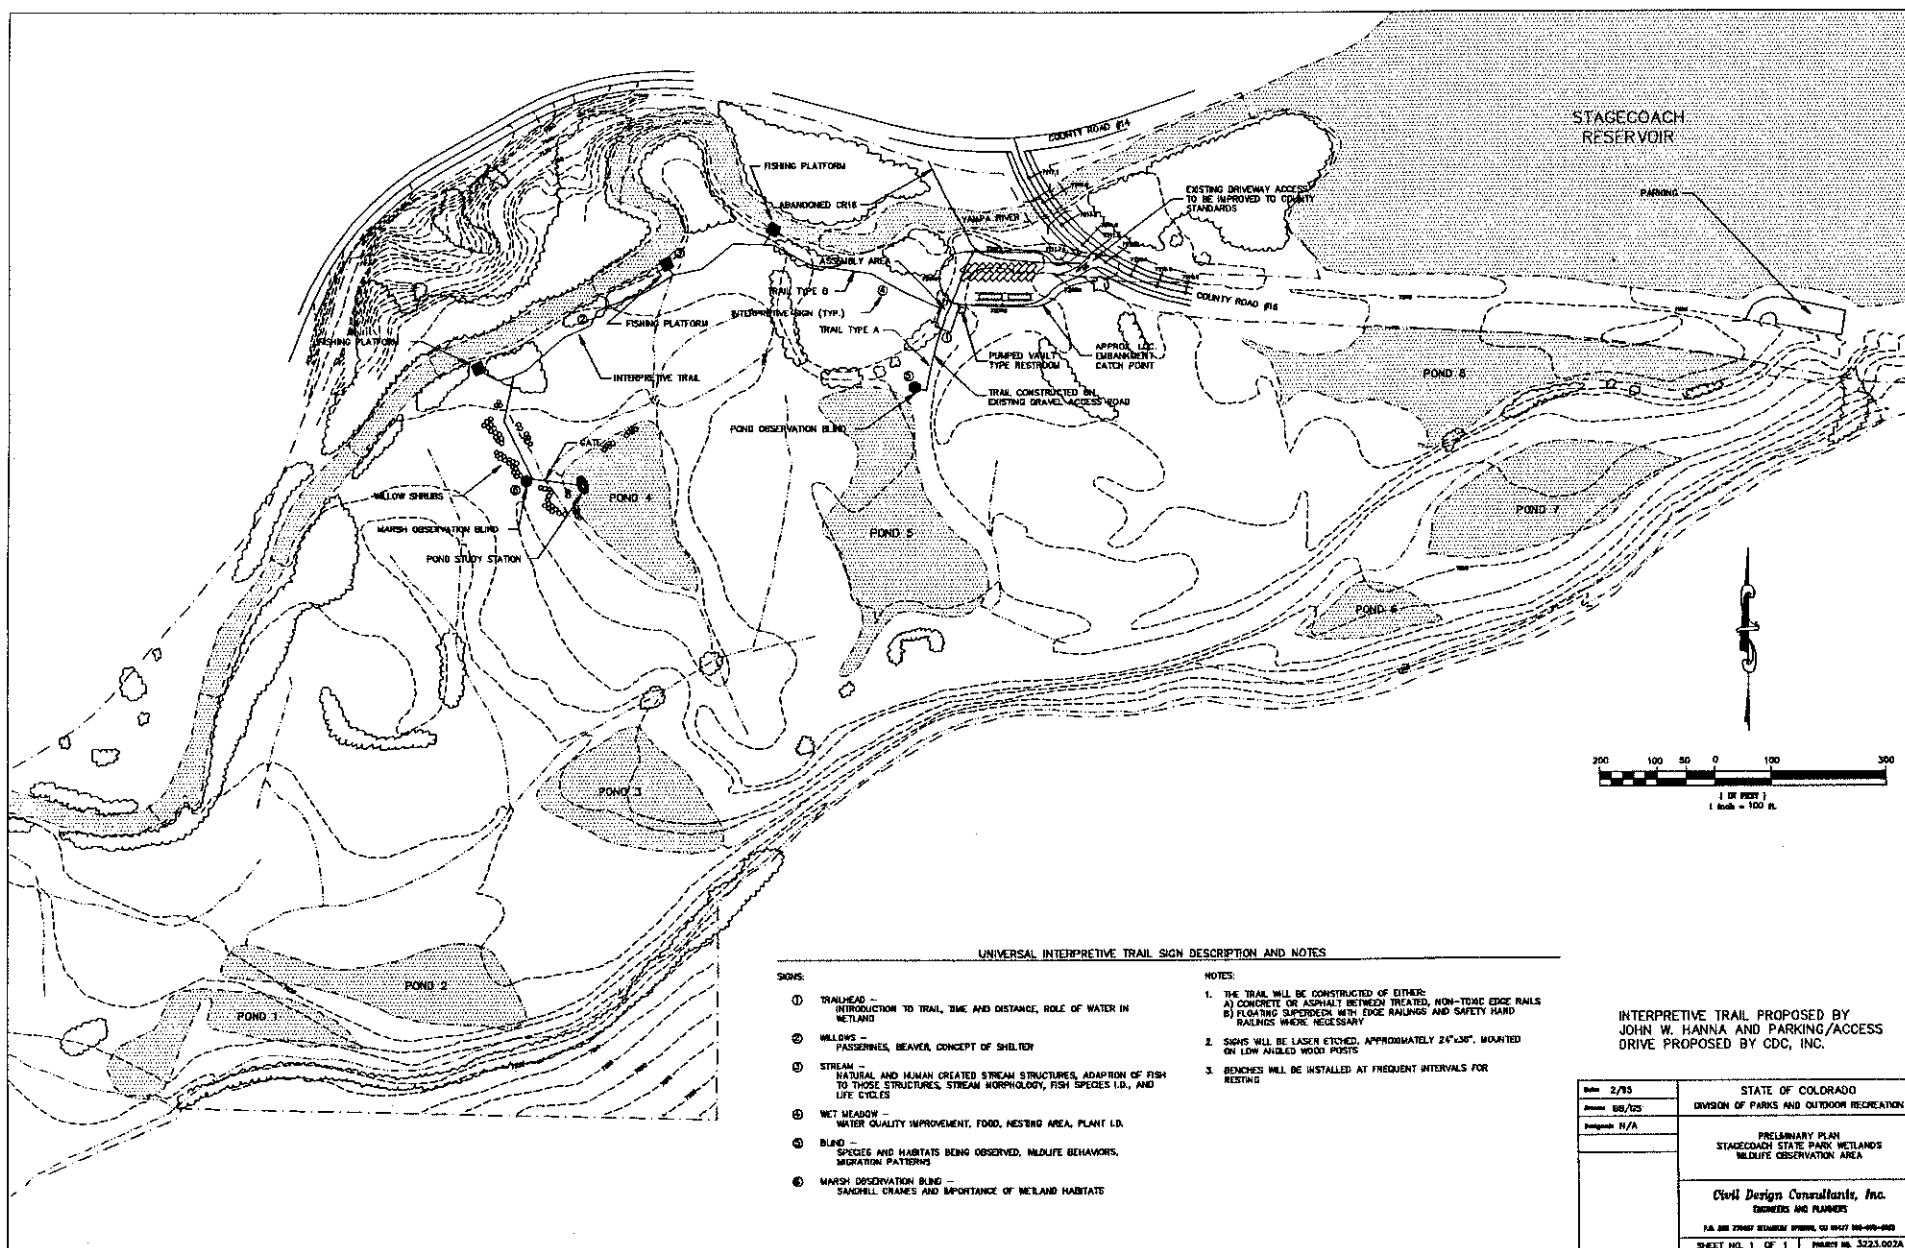 STAGECOACH
RESERVOIR
COUNTY ROAD #14
FISHING PLATFORM
ABANDONED CR16
YAMPA RIVER
EXISTING DRIVEWAY ACCESS
TO BE IMPROVED TO COUNTY
STANDARDS
PARKING
ASSEMBLY AREA
TRAIL TYPE B
INTERPRETIVE SIGN (TYP.)
TRAIL TYPE A
COUNTY ROAD #16
FISHING PLATFORM
FISHING PLATFORM
INTERPRETIVE TRAIL
PUMPED VAULT
TYPE RESTROOM
APPROX. LOC.
EMBANKMENT
CATCH POINT
TRAIL CONSTRUCTED ON
EXISTING GRAVEL ACCESS ROAD
POND OBSERVATION BLIND
POND 8
GATE
WILLOW SHRUBS
POND 4
MARSH OBSERVATION BLIND
POND STUDY STATION
POND 5
POND 7
POND 6
POND 3
POND 2
POND 1
200 100 50 0 100 300
( IN FEET )
1 inch = 100 ft.
UNIVERSAL INTERPRETIVE TRAIL SIGN DESCRIPTION AND NOTES
SIGNS:
① TRAILHEAD –
INTRODUCTION TO TRAIL, TIME AND DISTANCE, ROLE OF WATER IN
WETLAND
② WILLOWS –
PASSERINES, BEAVER, CONCEPT OF SHELTER
③ STREAM –
NATURAL AND HUMAN CREATED STREAM STRUCTURES, ADAPTION OF FISH
TO THOSE STRUCTURES, STREAM MORPHOLOGY, FISH SPECIES I.D., AND
LIFE CYCLES
④ WET MEADOW –
WATER QUALITY IMPROVEMENT, FOOD, NESTING AREA, PLANT I.D.
⑤ BLIND –
SPECIES AND HABITATS BEING OBSERVED, WILDLIFE BEHAVIORS,
MIGRATION PATTERNS
⑥ MARSH OBSERVATION BLIND –
SANDHILL CRANES AND IMPORTANCE OF WETLAND HABITATS
NOTES:
1. THE TRAIL WILL BE CONSTRUCTED OF EITHER:
A) CONCRETE OR ASPHALT BETWEEN TREATED, NON-TOXIC EDGE RAILS
B) FLOATING SUPERDECK WITH EDGE RAILINGS AND SAFETY HAND
RAILINGS WHERE NECESSARY
2. SIGNS WILL BE LASER ETCHED, APPROXIMATELY 24"x36", MOUNTED
ON LOW ANGLED WOOD POSTS
3. BENCHES WILL BE INSTALLED AT FREQUENT INTERVALS FOR
RESTING
INTERPRETIVE TRAIL PROPOSED BY
JOHN W. HANNA AND PARKING/ACCESS
DRIVE PROPOSED BY CDC, INC.
Date 2/95
N/A
STATE OF COLORADO
DIVISION OF PARKS AND OUTDOOR RECREATION
PRELIMINARY PLAN
STAGECOACH STATE PARK WETLANDS
WILDLIFE OBSERVATION AREA
Civil Design Consultants, Inc.
ENGINEERS AND PLANNERS
SHEET NO. 1 OF 1
PROJECT NO. 3223.002A